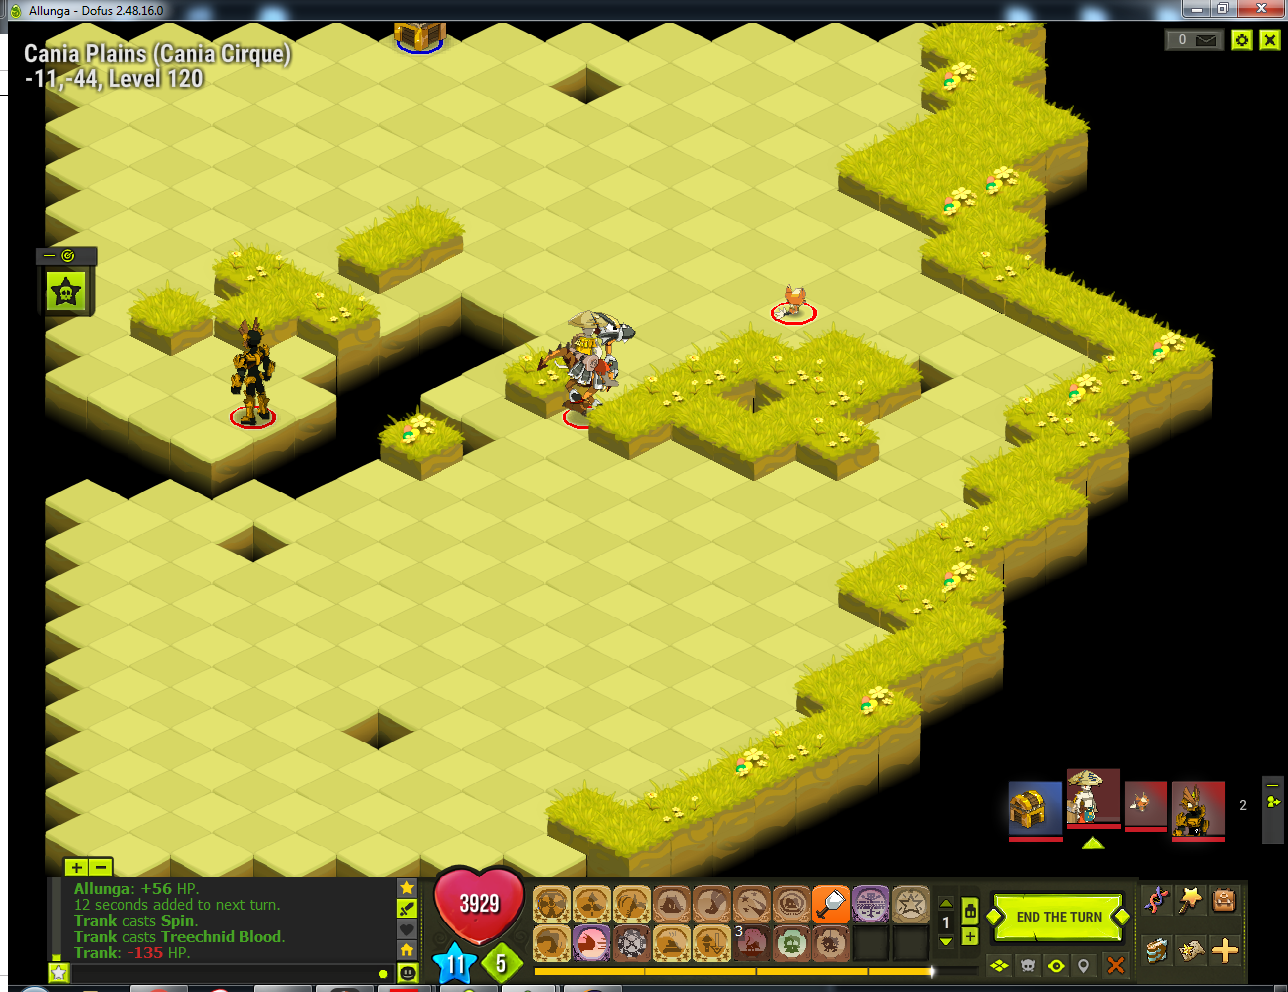 Allunga - Dofus 2.48.16.0
Cania Plains (Cania Cirque)
-11,-44, Level 120
0
2
Allunga: +56 HP.
12 seconds added to next turn.
Trank casts Spin.
Trank casts Treechnid Blood.
Trank: -135 HP.
3929
11
5
3
1
END THE TURN